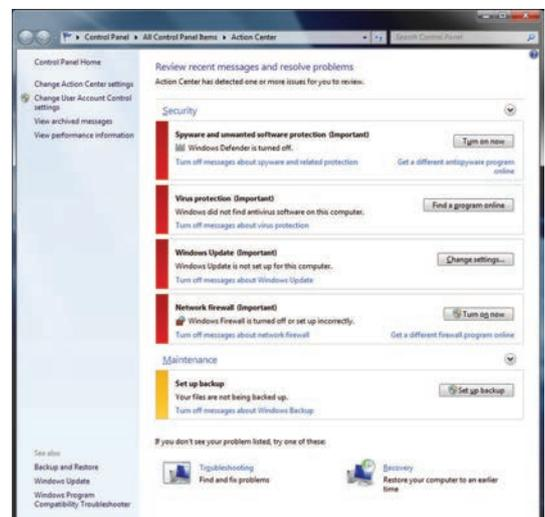 Control Panel ▸ All Control Panel Items ▸ Action Center
Search Control Panel
Control Panel Home
Change Action Center settings
Change User Account Control
settings
View archived messages
View performance information
Review recent messages and resolve problems
Action Center has detected one or more issues for you to review.
Security
Spyware and unwanted software protection (Important)
Windows Defender is turned off.
Turn off messages about spyware and related protection
Turn on now
Get a different antispyware program
online
Virus protection (Important)
Windows did not find antivirus software on this computer.
Turn off messages about virus protection
Find a program online
Windows Update (Important)
Windows Update is not set up for this computer.
Turn off messages about Windows Update
Change settings...
Network firewall (Important)
Windows Firewall is turned off or set up incorrectly.
Turn off messages about network firewall
Turn on now
Get a different firewall program online
Maintenance
Set up backup
Your files are not being backed up.
Turn off messages about Windows Backup
Set up backup
If you don't see your problem listed, try one of these:
Troubleshooting
Find and fix problems
Recovery
Restore your computer to an earlier
time
See also
Backup and Restore
Windows Update
Windows Program
Compatibility Troubleshooter